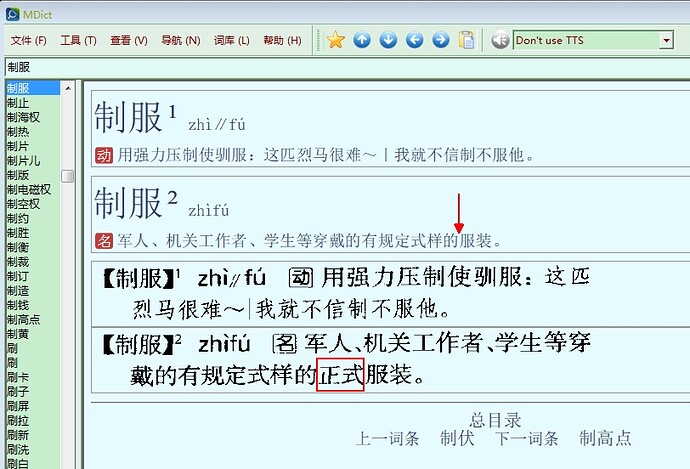 MDict
文件 (F) 工具 (T) 查看 (V) 导航 (N) 词库 (L) 帮助 (H) Don't use TTS
制服
制服
制止
制海权
制热
制片
制片儿
制版
制电磁权
制空权
制约
制胜
制衡
制裁
制订
制造
制钱
制高点
制黄
刷
刷
刷卡
刷子
刷屏
刷拉
刷新
刷洗
刷白
制服¹ zhì∥fú
动 用强力压制使驯服：这匹烈马很难～｜我就不信制不服他。
制服² zhìfú
名 军人、机关工作者、学生等穿戴的有规定式样的服装。
【制服】¹ zhì∥fú 动 用强力压制使驯服：这匹
烈马很难～｜我就不信制不服他。
【制服】² zhìfú 名 军人、机关工作者、学生等穿
戴的有规定式样的正式服装。
总目录
上一词条 制伏 下一词条 制高点